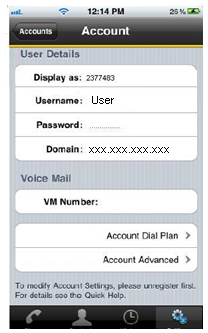 12:14 PM 26%
Accounts Account
User Details
Display as: 2377483
Username: User
Password: ............
Domain: xxx.xxx.xxx.xxx
Voice Mail
VM Number:
Account Dial Plan >
Account Advanced >
To modify Account Settings, please unregister first.
For details see the Quick Help.